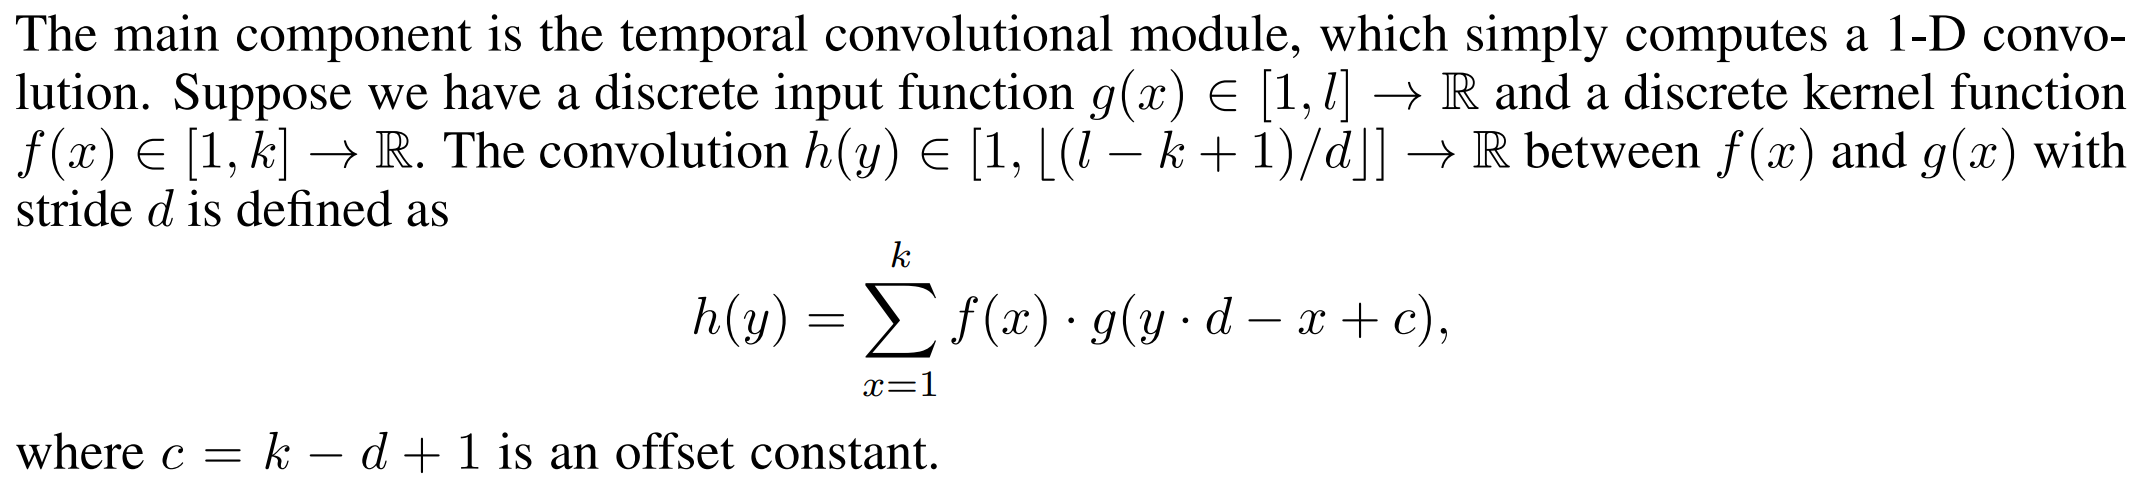 The main component is the temporal convolutional module, which simply computes a 1-D convo-
lution. Suppose we have a discrete input function g(x) ∈ [1, l] → ℝ and a discrete kernel function
f(x) ∈ [1, k] → ℝ. The convolution h(y) ∈ [1, ⌊(l − k + 1)/d⌋] → ℝ between f(x) and g(x) with
stride d is defined as
h(y) = ∑_{x=1}^{k} f(x) · g(y · d − x + c),
where c = k − d + 1 is an offset constant.